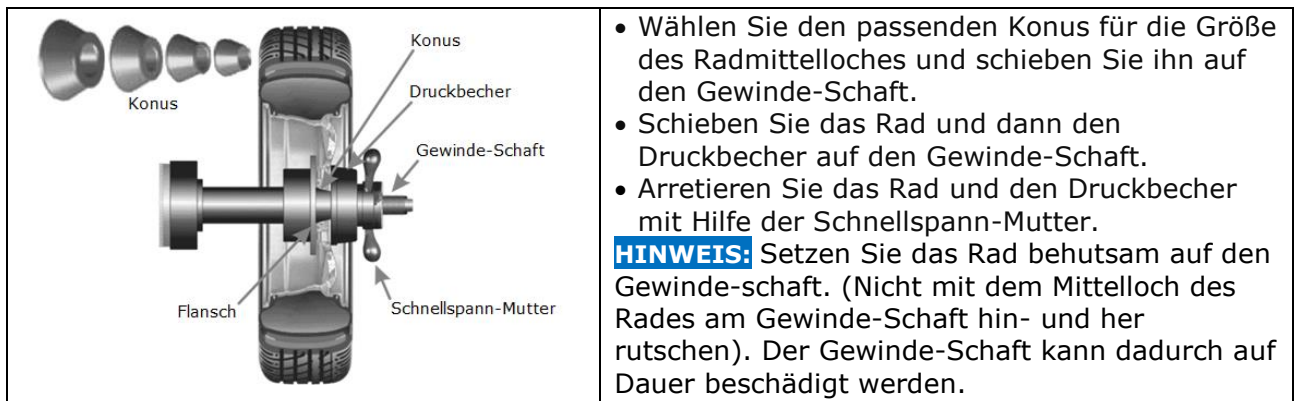 Konus
Konus
Druckbecher
Gewinde-Schaft
Flansch
Schnellspann-Mutter
• Wählen Sie den passenden Konus für die Größe
des Radmittelloches und schieben Sie ihn auf
den Gewinde-Schaft.
• Schieben Sie das Rad und dann den
Druckbecher auf den Gewinde-Schaft.
• Arretieren Sie das Rad und den Druckbecher
mit Hilfe der Schnellspann-Mutter.
HINWEIS: Setzen Sie das Rad behutsam auf den
Gewinde-schaft. (Nicht mit dem Mittelloch des
Rades am Gewinde-Schaft hin- und her
rutschen). Der Gewinde-Schaft kann dadurch auf
Dauer beschädigt werden.